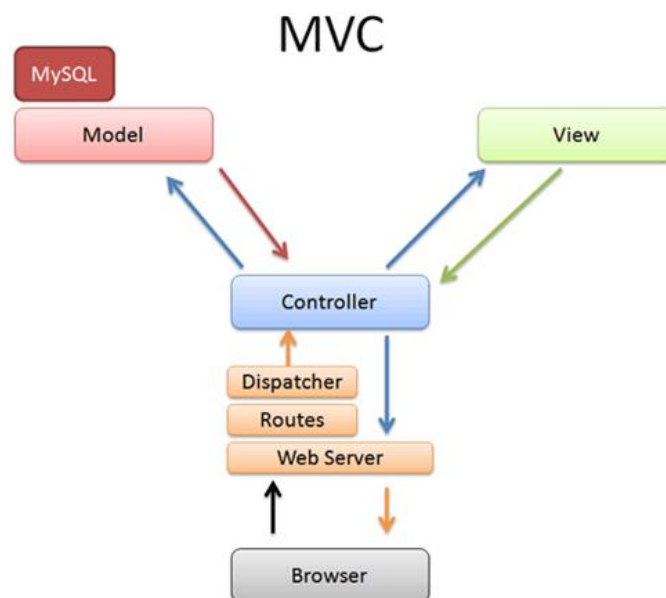 MVC
MySQL
Model
View
Controller
Dispatcher
Routes
Web Server
Browser